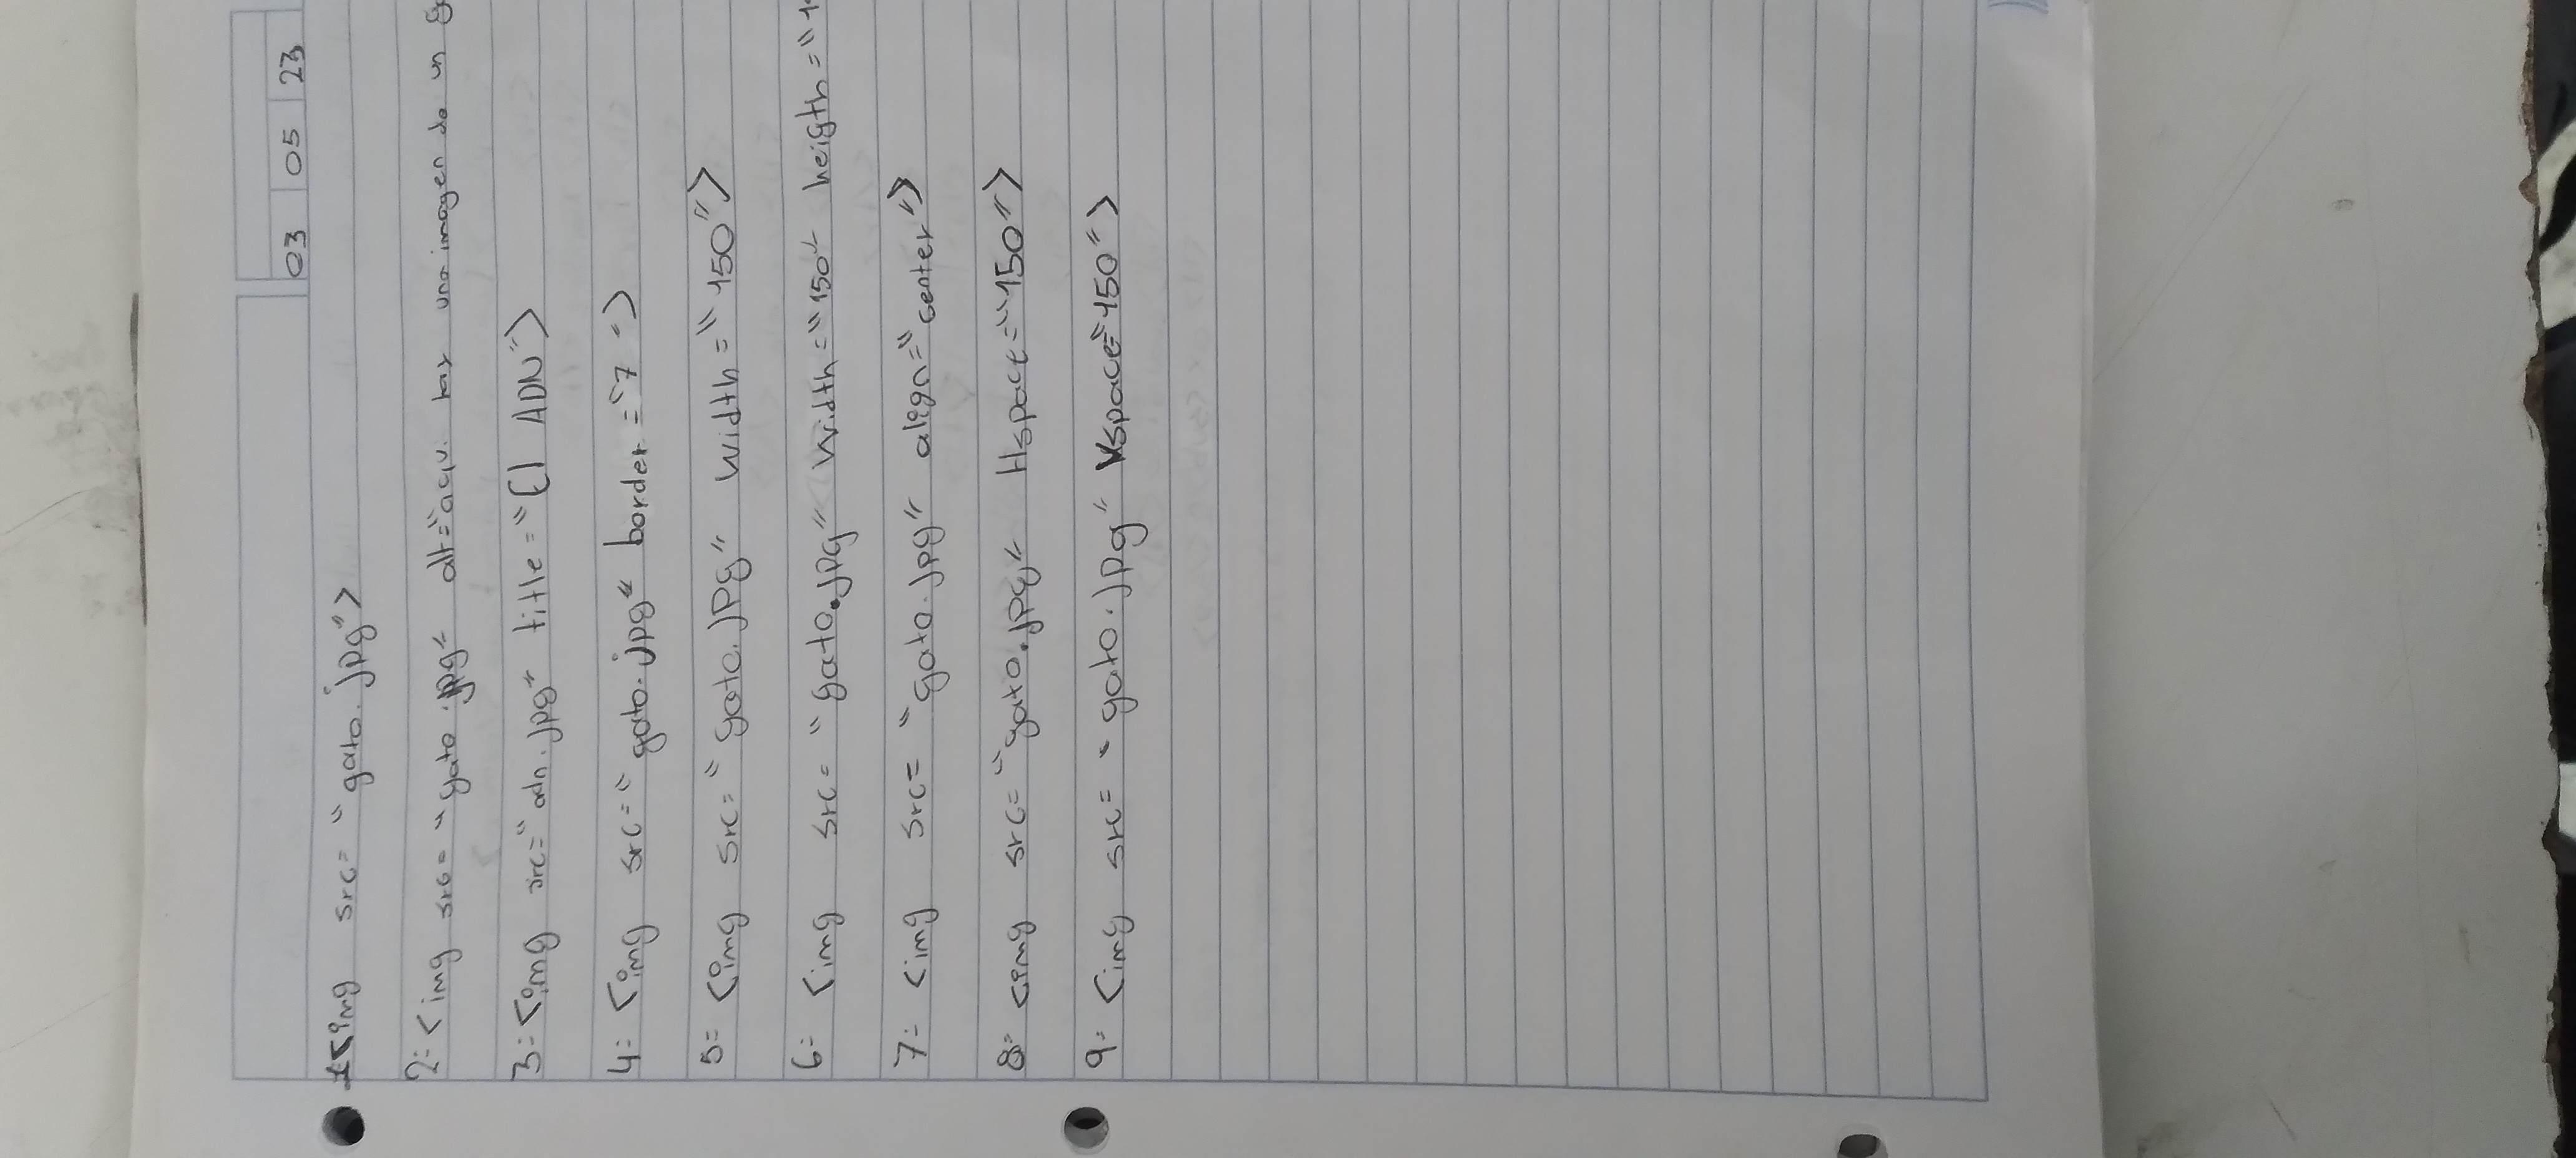 03 05 23
1 <img src= "gato.jpg">
2= <img src= "gato.jpg" alt="aqui hay una imagen de un
3= <img src="adn.jpg" title="El ADN">
4= <img src="gato.jpg" border="7">
5= <img src="gato.jpg" width="150">
6= <img src= "gato.jpg" width="150" heigth="1
7= <img src= "gato.jpg" align="center">
8= <img src= "gato.jpg" Hspace="150">
9= <img src= "gato.jpg" Vspace="150">